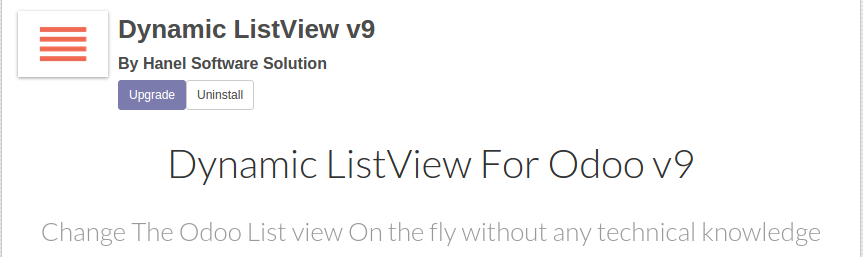 Dynamic ListView v9
By Hanel Software Solution
Upgrade Uninstall
Dynamic ListView For Odoo v9
Change The Odoo List view On the fly without any technical knowledge